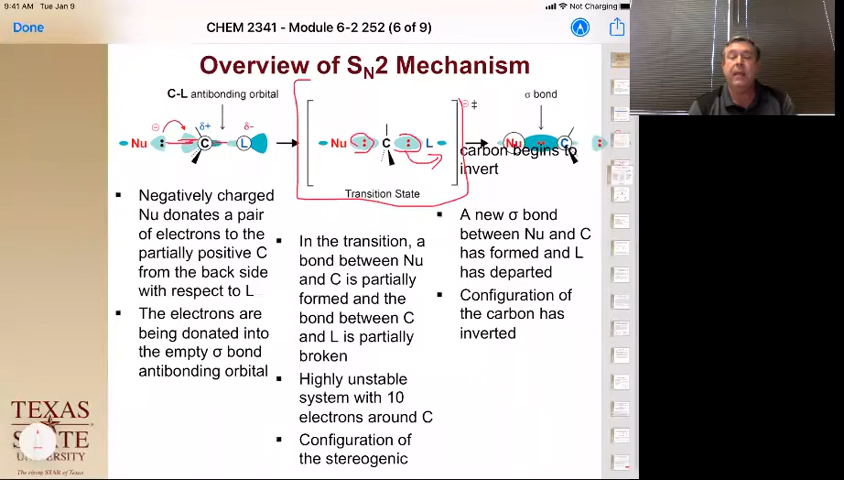 9:41 AM Tue Jan 9
Not Charging
Done
CHEM 2341 - Module 6-2 252 (6 of 9)
Overview of SN2 Mechanism
C-L antibonding orbital
σ bond
⊖
δ+
δ-
⊖ ‡
Nu : C L
Nu : C : L
Nu C :
Transition State
Negatively charged
Nu donates a pair
of electrons to the
partially positive C
from the back side
with respect to L
The electrons are
being donated into
the empty σ bond
antibonding orbital
In the transition, a
bond between Nu
and C is partially
formed and the
bond between C
and L is partially
broken
Highly unstable
system with 10
electrons around C
Configuration of
the stereogenic
carbon begins to
invert
A new σ bond
between Nu and C
has formed and L
has departed
Configuration of
the carbon has
inverted
TEXAS
STATE
UNIVERSITY
The rising STAR of Texas